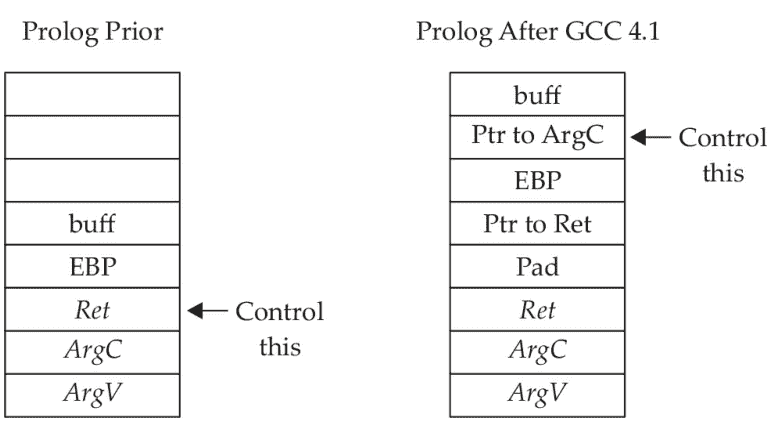 Prolog Prior
buff
EBP
Ret
ArgC
ArgV
Control
this
Prolog After GCC 4.1
buff
Ptr to ArgC
EBP
Ptr to Ret
Pad
Ret
ArgC
ArgV
Control
this